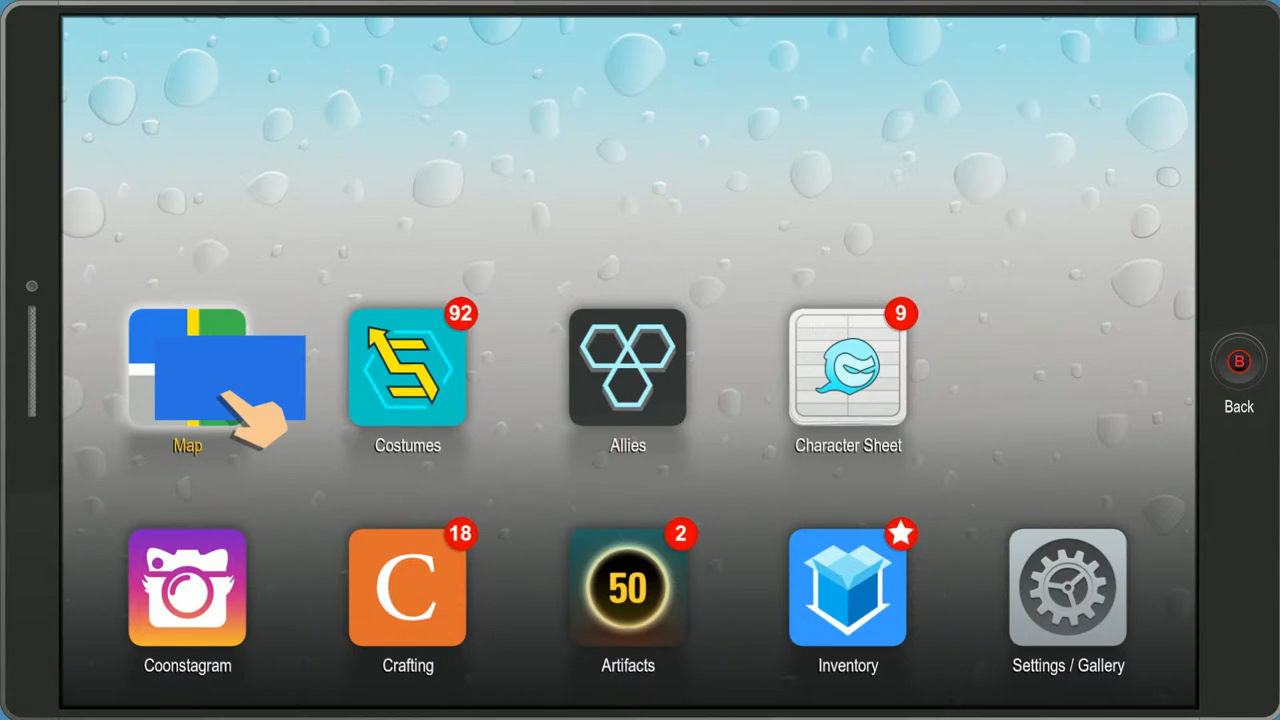 92
9
Map
Costumes
Allies
Character Sheet
B
Back
18
2
C
50
Coonstagram
Crafting
Artifacts
Inventory
Settings / Gallery